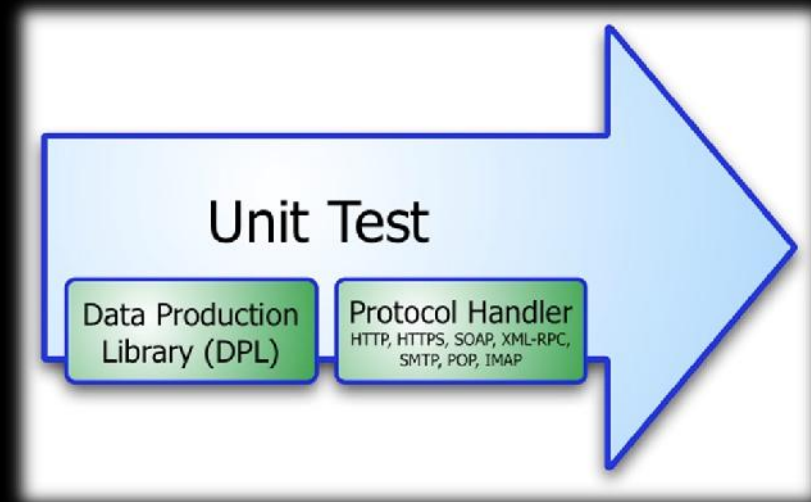 Unit Test
Data Production
Library (DPL)
Protocol Handler
HTTP, HTTPS, SOAP, XML-RPC,
SMTP, POP, IMAP